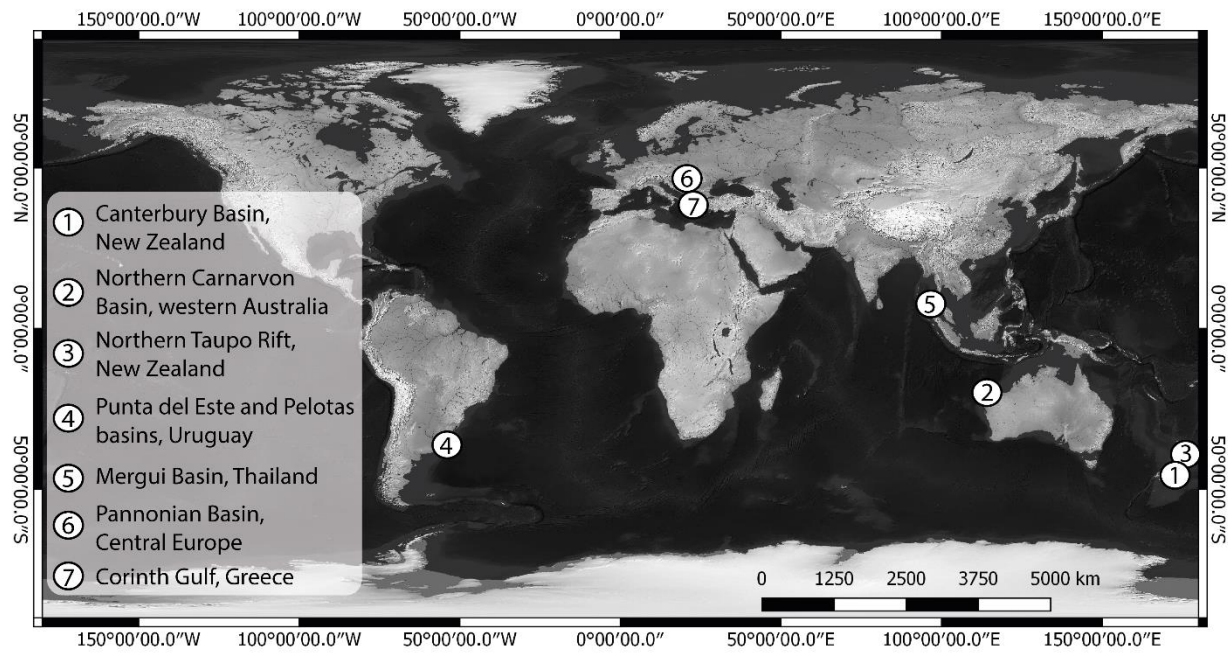 150°00′00.0″W 100°00′00.0″W 50°00′00.0″W 0°00′00.0″ 50°00′00.0″E 100°00′00.0″E 150°00′00.0″E
50°00′00.0″N
0°00′00.0″
50°00′00.0″S
50°00′00.0″N
0°00′00.0″
50°00′00.0″S
1 Canterbury Basin,
New Zealand
2 Northern Carnarvon
Basin, western Australia
3 Northern Taupo Rift,
New Zealand
4 Punta del Este and Pelotas
basins, Uruguay
5 Mergui Basin, Thailand
6 Pannonian Basin,
Central Europe
7 Corinth Gulf, Greece
6
7
5
2
4
3
1
0 1250 2500 3750 5000 km
150°00′00.0″W 100°00′00.0″W 50°00′00.0″W 0°00′00.0″ 50°00′00.0″E 100°00′00.0″E 150°00′00.0″E